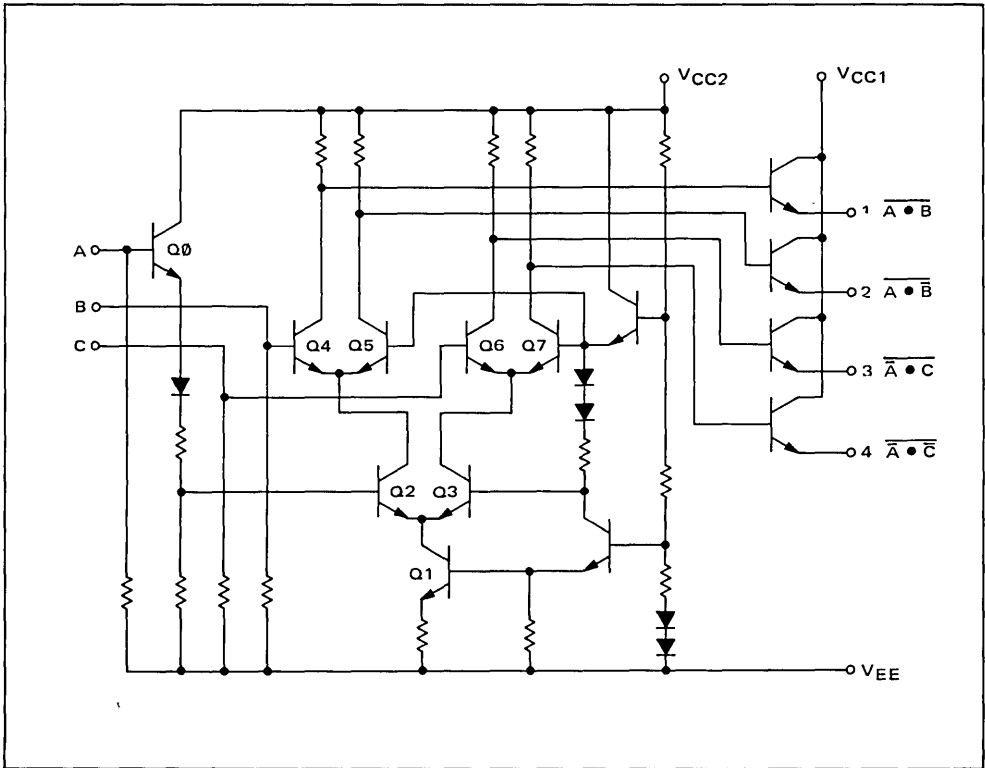 VCC2
VCC1
A
Q0
B
C
Q4 Q5 Q6 Q7
Q2 Q3
Q1
1 A̅ ̅•̅ ̅B̅
2 A̅ ̅•̅ ̅B̅̅
3 A̅̅ ̅•̅ ̅C̅
4 A̅̅ ̅•̅ ̅C̅̅
VEE